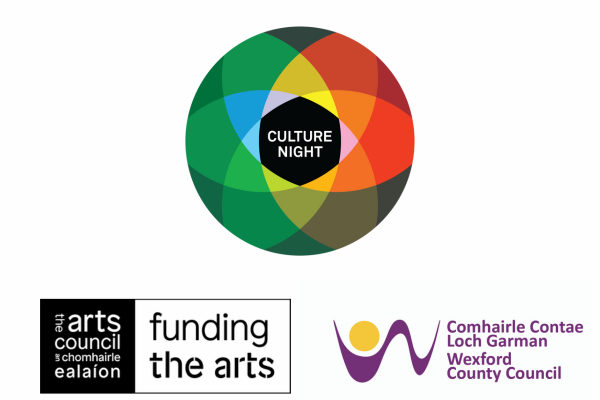 CULTURE
NIGHT
the arts
council
an chomhairle
ealaíon
funding
the arts
Comhairle Contae
Loch Garman
Wexford
County Council